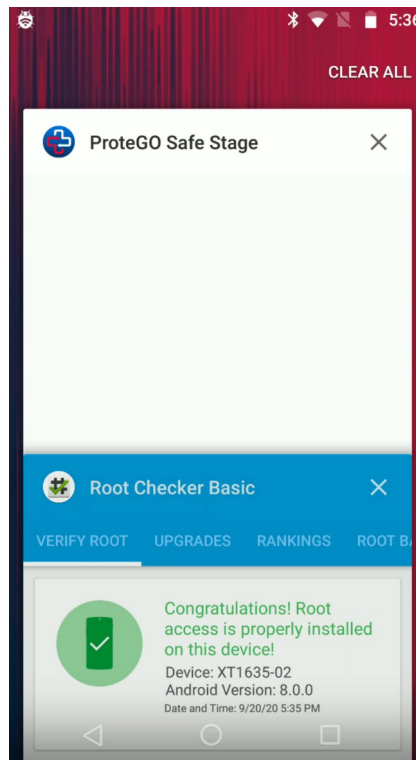 5:36
CLEAR ALL
ProteGO Safe Stage
Root Checker Basic
VERIFY ROOT UPGRADES RANKINGS ROOT BA
Congratulations! Root
access is properly installed
on this device!
Device: XT1635-02
Android Version: 8.0.0
Date and Time: 9/20/20 5:35 PM